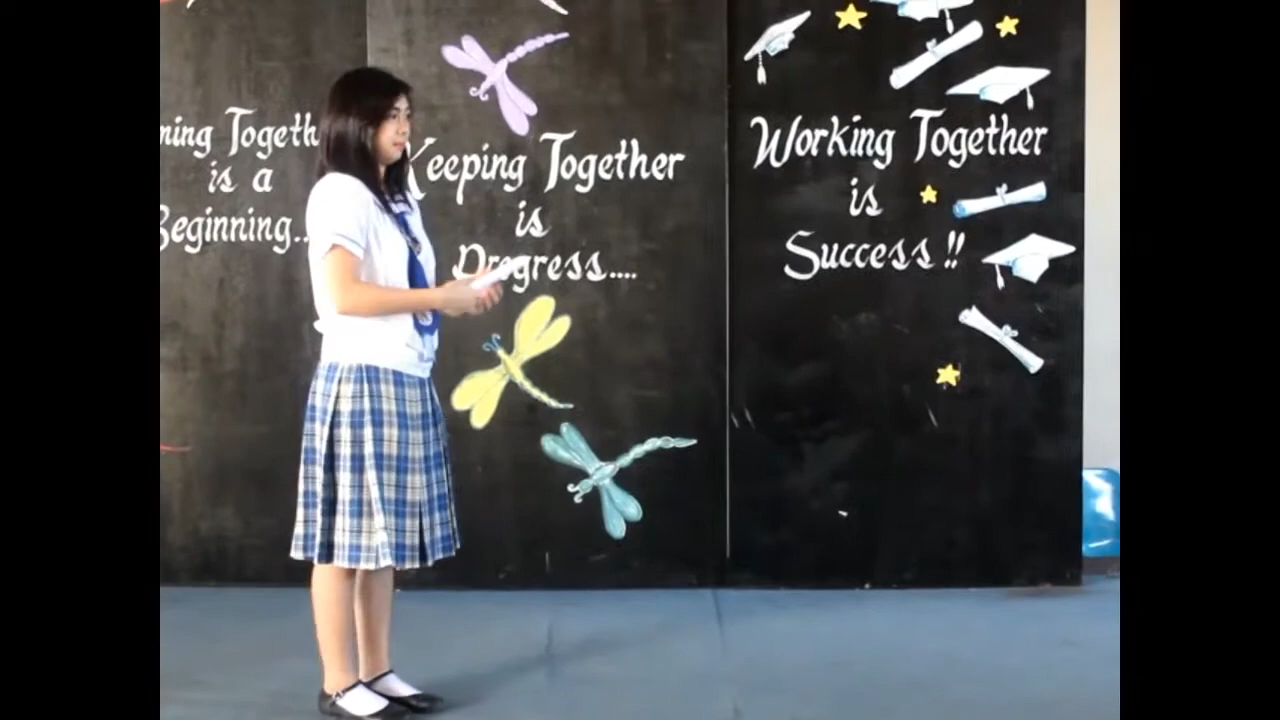 ning Togeth
is a
Beginning..
Keeping Together
is
Progress....
Working Together
is
Success!!